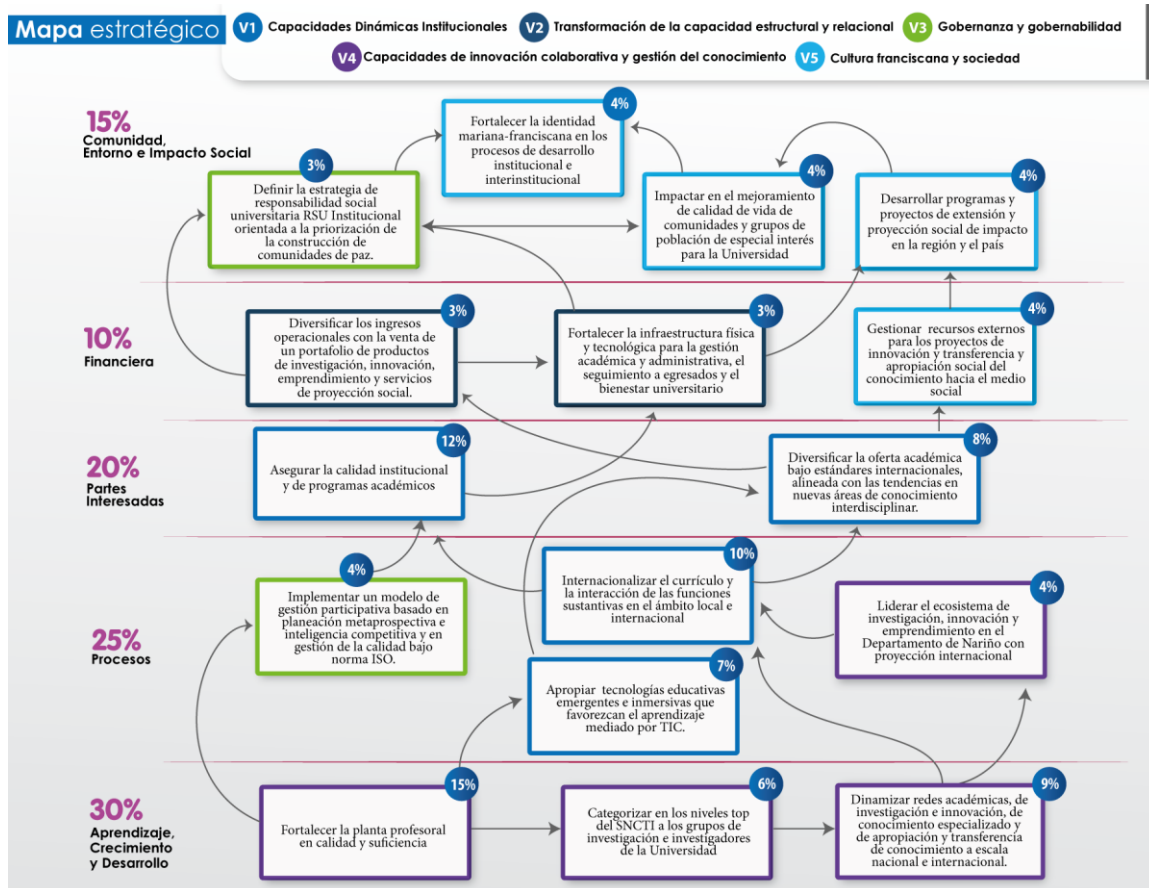 Mapa estratégico
V1 Capacidades Dinámicas Institucionales
V2 Transformación de la capacidad estructural y relacional
V3 Gobernanza y gobernabilidad
V4 Capacidades de innovación colaborativa y gestión del conocimiento
V5 Cultura franciscana y sociedad
15%
Comunidad,
Entorno e Impacto Social
4%
Fortalecer la identidad
mariana-franciscana en los
procesos de desarrollo
institucional e
interinstitucional
3%
Definir la estrategia de
responsabilidad social
universitaria RSU Institucional
orientada a la priorización de
la construcción de
comunidades de paz.
4%
Impactar en el mejoramiento
de calidad de vida de
comunidades y grupos de
población de especial interés
para la Universidad
4%
Desarrollar programas y
proyectos de extensión y
proyección social de impacto
en la región y el país
10%
Financiera
3%
Diversificar los ingresos
operacionales con la venta de
un portafolio de productos
de investigación, innovación,
emprendimiento y servicios
de proyección social.
3%
Fortalecer la infraestructura física
y tecnológica para la gestión
académica y administrativa, el
seguimiento a egresados y el
bienestar universitario
4%
Gestionar recursos externos
para los proyectos de
innovación y transferencia y
apropiación social del
conocimiento hacia el medio
social
20%
Partes
Interesadas
12%
Asegurar la calidad institucional
y de programas académicos
8%
Diversificar la oferta académica
bajo estándares internacionales,
alineada con las tendencias en
nuevas áreas de conocimiento
interdisciplinar.
25%
Procesos
4%
Implementar un modelo de
gestión participativa basado en
planeación metaprospectiva e
inteligencia competitiva y en
gestión de la calidad bajo
norma ISO.
10%
Internacionalizar el currículo y
la interacción de las funciones
sustantivas en el ámbito local e
internacional
4%
Liderar el ecosistema de
investigación, innovación y
emprendimiento en el
Departamento de Nariño con
proyección internacional
7%
Apropiar tecnologías educativas
emergentes e inmersivas que
favorezcan el aprendizaje
mediado por TIC.
30%
Aprendizaje,
Crecimiento
y Desarrollo
15%
Fortalecer la planta profesoral
en calidad y suficiencia
6%
Categorizar en los niveles top
del SNCTI a los grupos de
investigación e investigadores
de la Universidad
9%
Dinamizar redes académicas, de
investigación e innovación, de
conocimiento especializado y
de apropiación y transferencia
de conocimiento a escala
nacional e internacional.